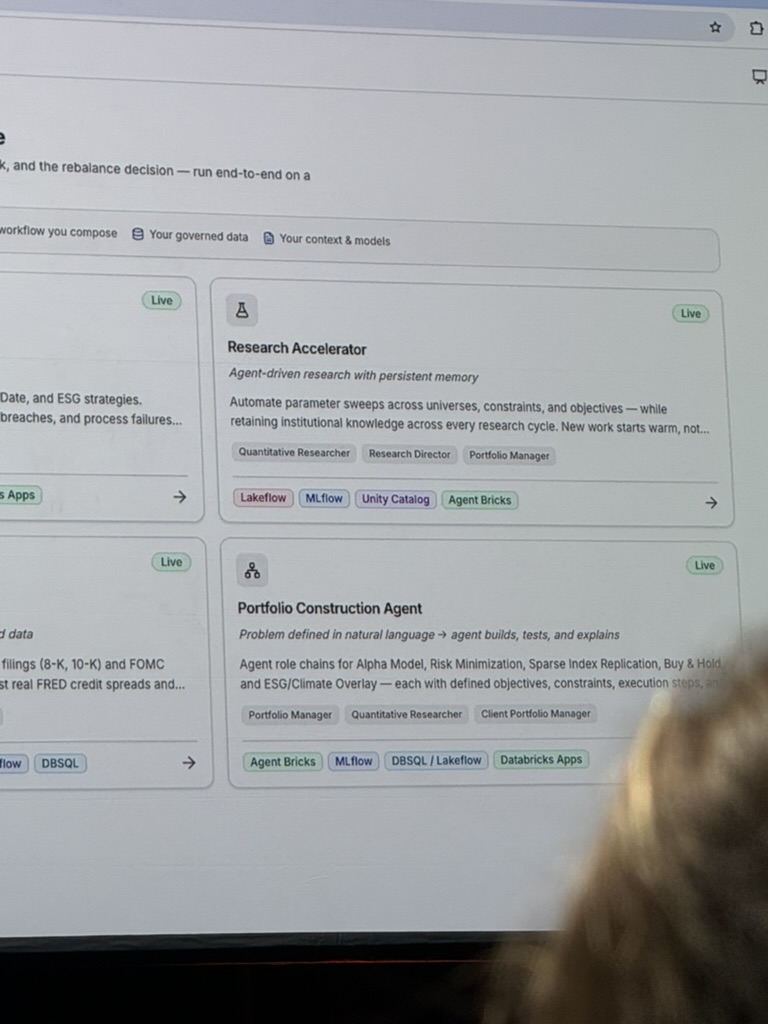 e
k, and the rebalance decision — run end-to-end on a
workflow you compose Your governed data Your context & models
Live
Date, and ESG strategies.
breaches, and process failures...
s Apps
Live
Research Accelerator
Agent-driven research with persistent memory
Automate parameter sweeps across universes, constraints, and objectives — while
retaining institutional knowledge across every research cycle. New work starts warm, not...
Quantitative Researcher Research Director Portfolio Manager
Lakeflow MLflow Unity Catalog Agent Bricks
Live
d data
filings (8-K, 10-K) and FOMC
st real FRED credit spreads and...
flow DBSQL
Live
Portfolio Construction Agent
Problem defined in natural language → agent builds, tests, and explains
Agent role chains for Alpha Model, Risk Minimization, Sparse Index Replication, Buy & Hold,
and ESG/Climate Overlay — each with defined objectives, constraints, execution steps,
Portfolio Manager Quantitative Researcher Client Portfolio Manager
Agent Bricks MLflow DBSQL / Lakeflow Databricks Apps